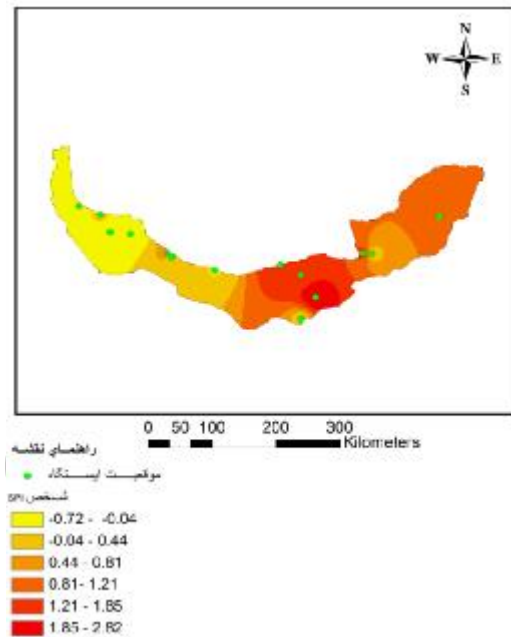 N
W E
S
0 50 100 200 300
Kilometers
راهنمای نقشه
موقعیت ایستگاه
شاخص SPI
-0.72 - -0.04
-0.04 - 0.44
0.44 - 0.81
0.81- 1.21
1.21 - 1.85
1.85 - 2.82